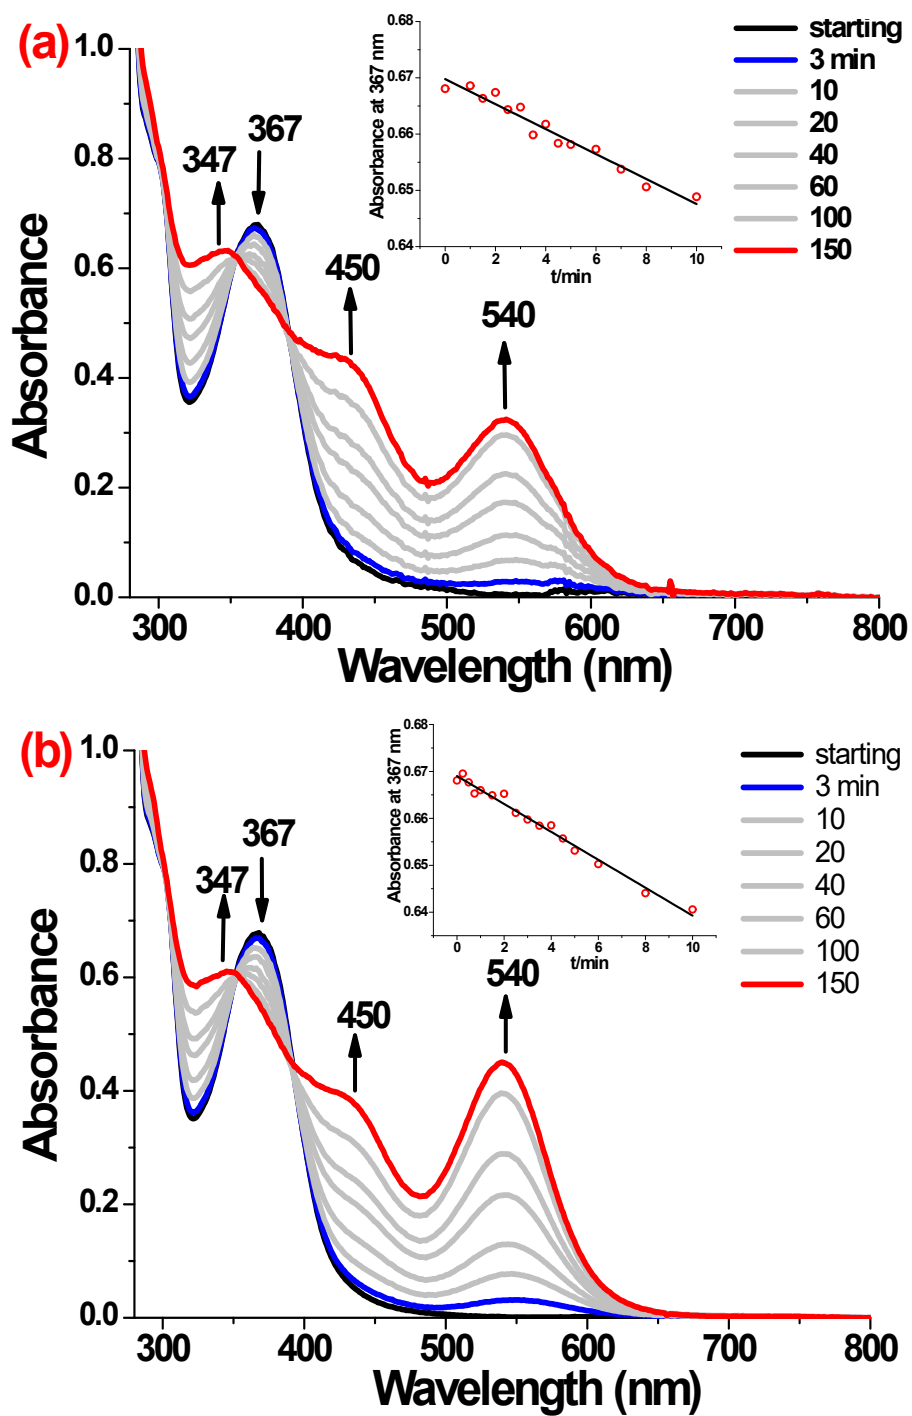 (a)
1.0
0.8
0.6
0.4
0.2
0.0
Absorbance
300 400 500 600 700 800
Wavelength (nm)
347
367
450
540
0.68
0.67
0.66
0.65
0.64
Absorbance at 367 nm
0 2 4 6 8 10
t/min
starting
3 min
10
20
40
60
100
150
(b)
1.0
0.8
0.6
0.4
0.2
0.0
Absorbance
300 400 500 600 700 800
Wavelength (nm)
347
367
450
540
0.68
0.67
0.66
0.65
0.64
Absorbance at 367 nm
0 2 4 6 8 10
t/min
starting
3 min
10
20
40
60
100
150